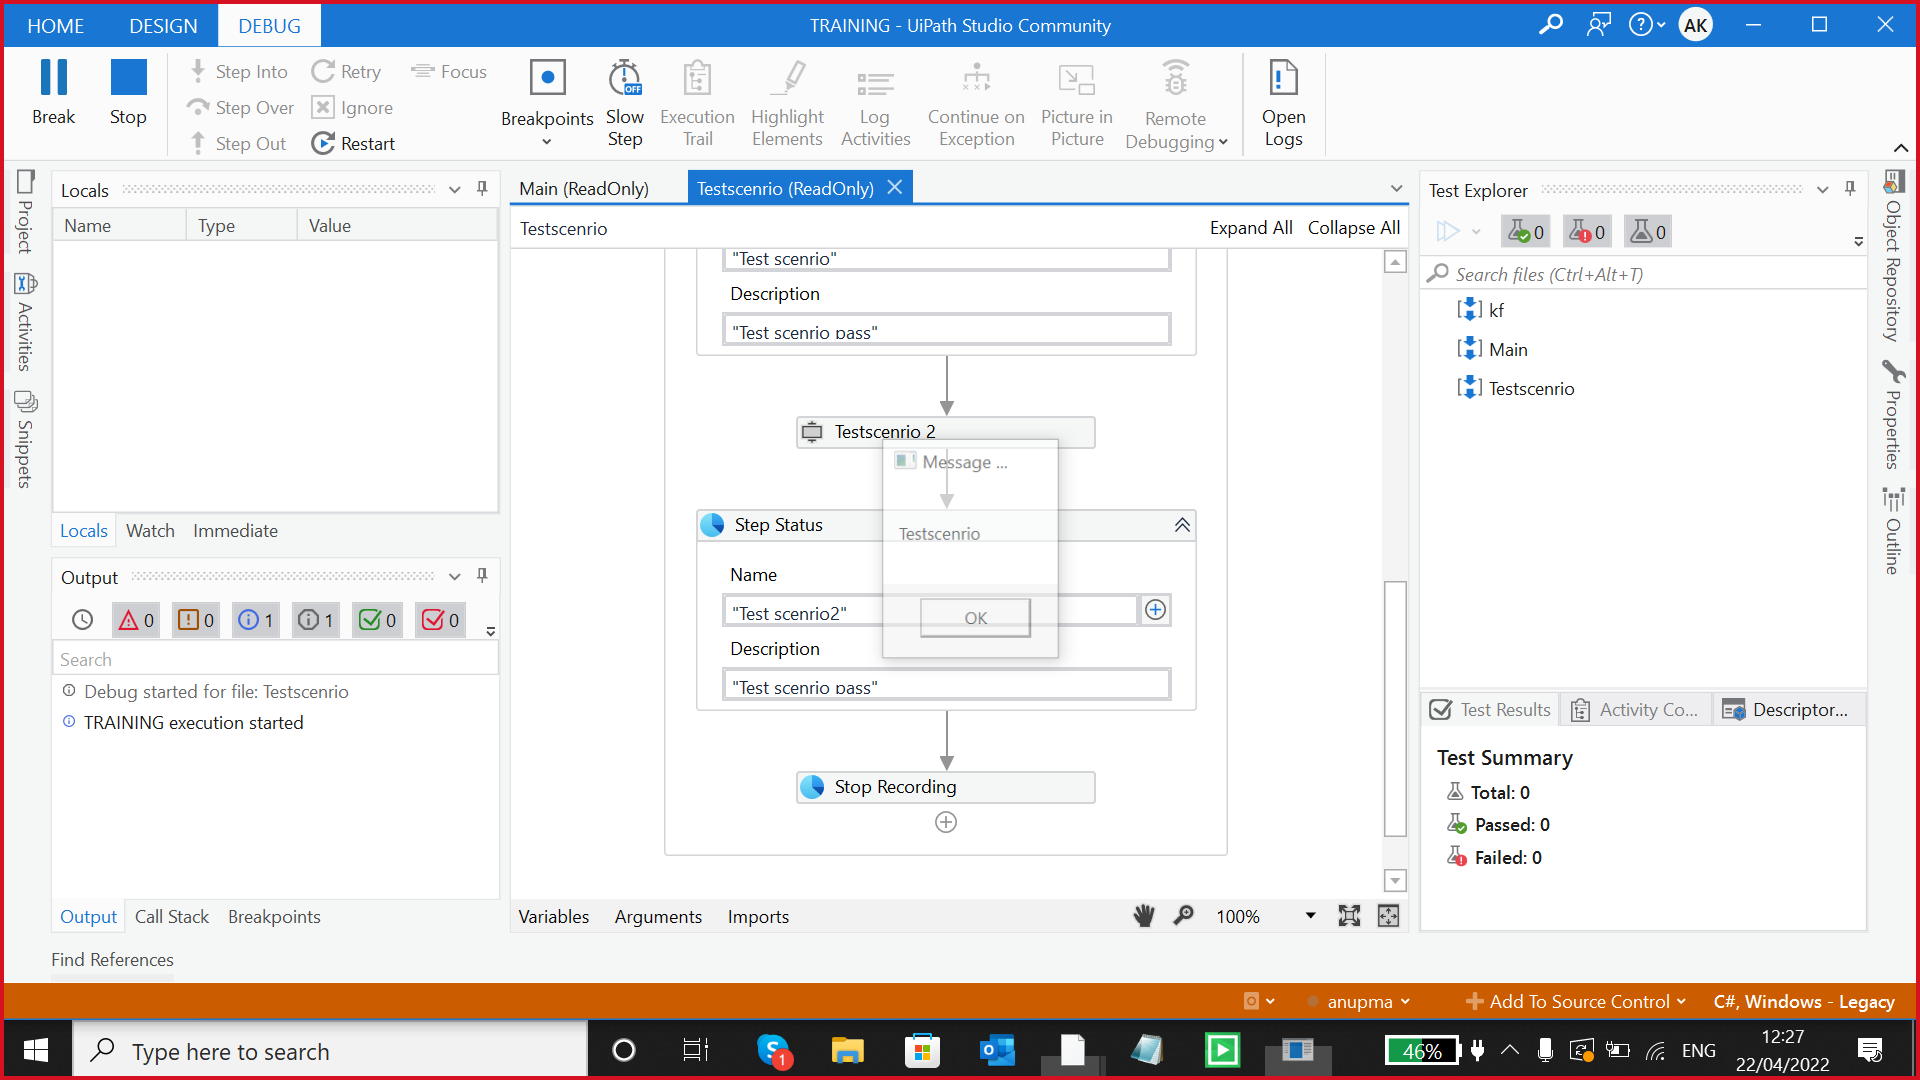 HOME DESIGN DEBUG TRAINING - UiPath Studio Community AK
Break
Stop
Step Into
Step Over
Step Out
Retry
Ignore
Restart
Focus
Breakpoints
Slow
Step
OFF
Execution
Trail
Highlight
Elements
Log
Activities
Continue on
Exception
Picture in
Picture
Remote
Debugging
Open
Logs
Project
Activities
Snippets
Locals
Name Type Value
Locals Watch Immediate
Output
0 0 1 1 0 0
Search
Debug started for file: Testscenrio
TRAINING execution started
Output Call Stack Breakpoints
Find References
Main (ReadOnly) Testscenrio (ReadOnly)
Testscenrio Expand All Collapse All
"Test scenrio"
Description
"Test scenrio pass"
Testscenrio 2
Message ...
Testscenrio
OK
Step Status
Name
"Test scenrio2"
Description
"Test scenrio pass"
Stop Recording
Variables Arguments Imports 100%
Test Explorer
0 0 0
Search files (Ctrl+Alt+T)
kf
Main
Testscenrio
Test Results Activity Co... Descriptor...
Test Summary
Total: 0
Passed: 0
Failed: 0
Object Repository
Properties
Outline
anupma Add To Source Control C#, Windows - Legacy
Type here to search
S 1
46%
ENG
12:27
22/04/2022